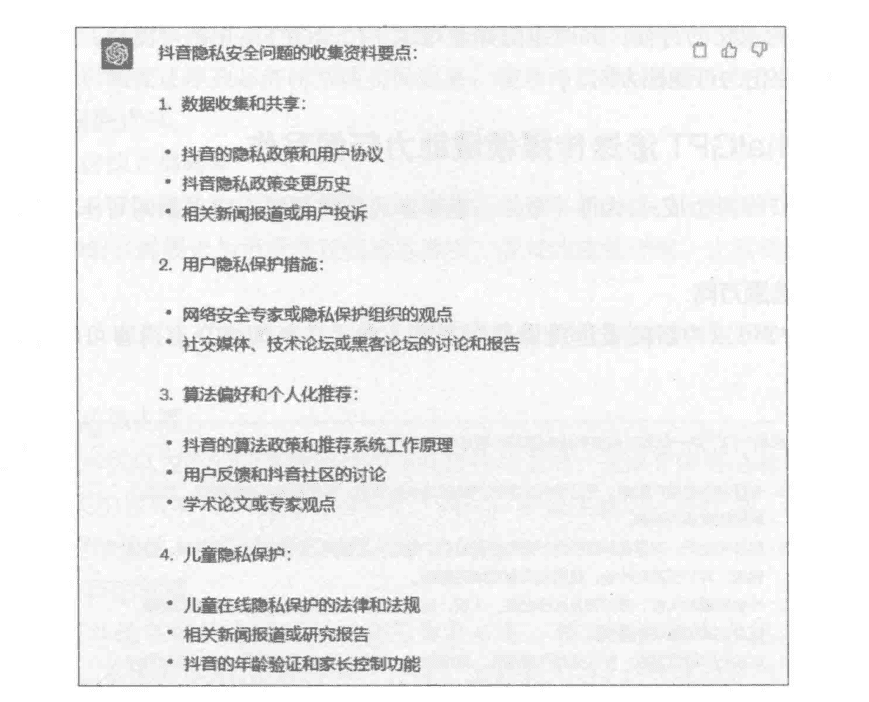 抖音隐私安全问题的收集资料要点：
1. 数据收集和共享：
• 抖音的隐私政策和用户协议
• 抖音隐私政策变更历史
• 相关新闻报道或用户投诉
2. 用户隐私保护措施：
• 网络安全专家或隐私保护组织的观点
• 社交媒体、技术论坛或黑客论坛的讨论和报告
3. 算法偏好和个人化推荐：
• 抖音的算法政策和推荐系统工作原理
• 用户反馈和抖音社区的讨论
• 学术论文或专家观点
4. 儿童隐私保护：
• 儿童在线隐私保护的法律和法规
• 相关新闻报道或研究报告
• 抖音的年龄验证和家长控制功能